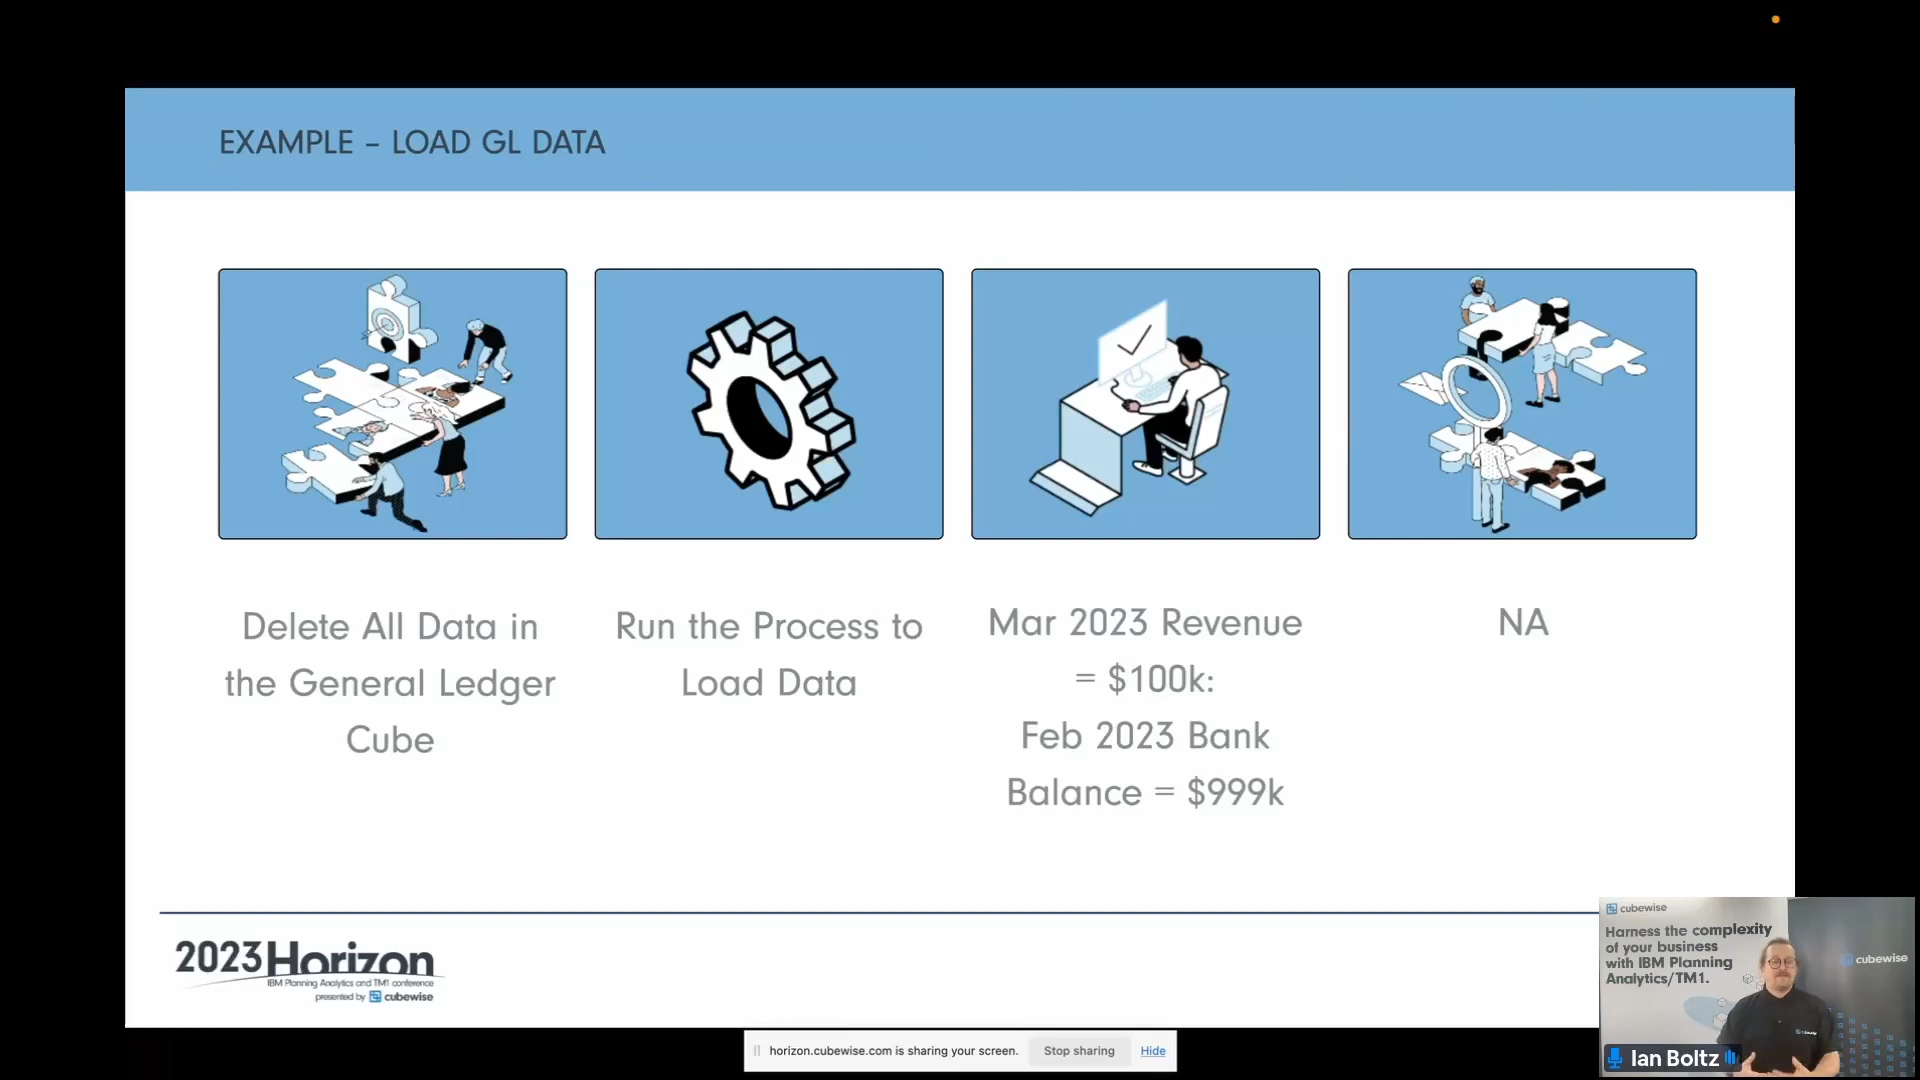 EXAMPLE – LOAD GL DATA
Delete All Data in
the General Ledger
Cube
Run the Process to
Load Data
Mar 2023 Revenue
= $100k:
Feb 2023 Bank
Balance = $999k
NA
2023 Horizon
IBM Planning Analytics and TM1 conference
presented by cubewise
horizon.cubewise.com is sharing your screen.
Stop sharing
Hide
cubewise
Harness the complexity
of your business
with IBM Planning
Analytics/TM1.
cubewise
Ian Boltz